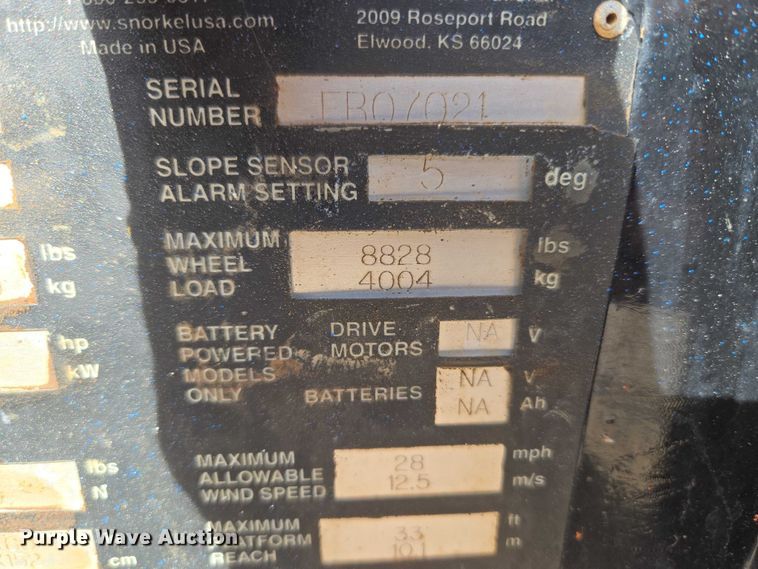 http://www.snorkelusa.com
Made in USA
2009 Roseport Road
Elwood, KS 66024
SERIAL NUMBER
SLOPE SENSOR ALARM SETTING 5 deg
MAXIMUM WHEEL LOAD
8828 lbs
4004 kg
BATTERY POWERED MODELS ONLY
DRIVE MOTORS NA V
BATTERIES NA V
NA Ah
MAXIMUM ALLOWABLE WIND SPEED
28 mph
12.5 m/s
MAXIMUM PLATFORM REACH
33 ft
10.1 m
lbs
kg
hp
kW
lbs
N
cm
Purple Wave Auction